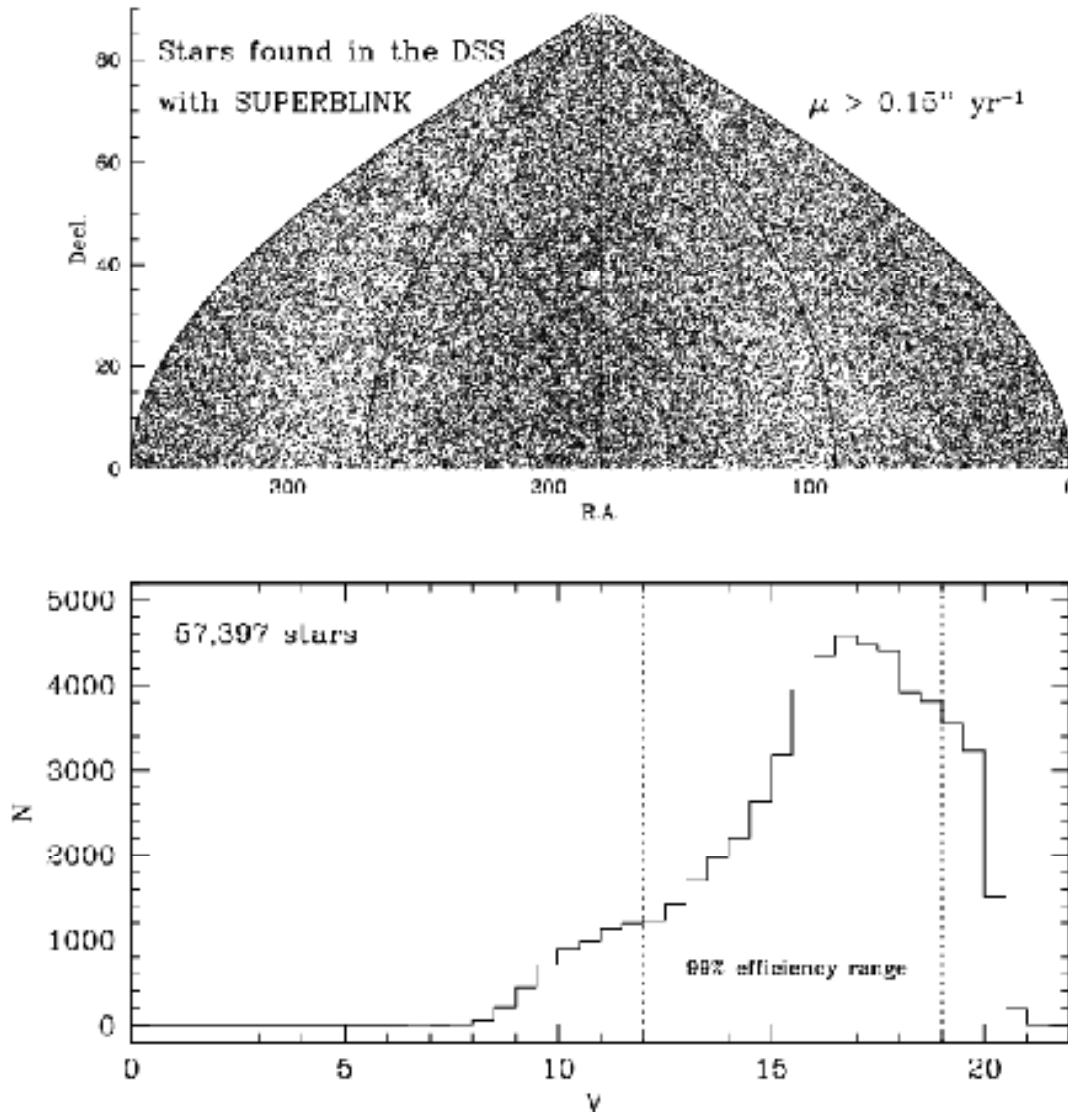 Stars found in the DSS
with SUPERBLINK
μ > 0.15" yr⁻¹
80
60
40
20
0
Decl.
300
200
100
0
R.A.
57,397 stars
5000
4000
3000
2000
1000
0
N
99% efficiency range
0
5
10
15
20
V